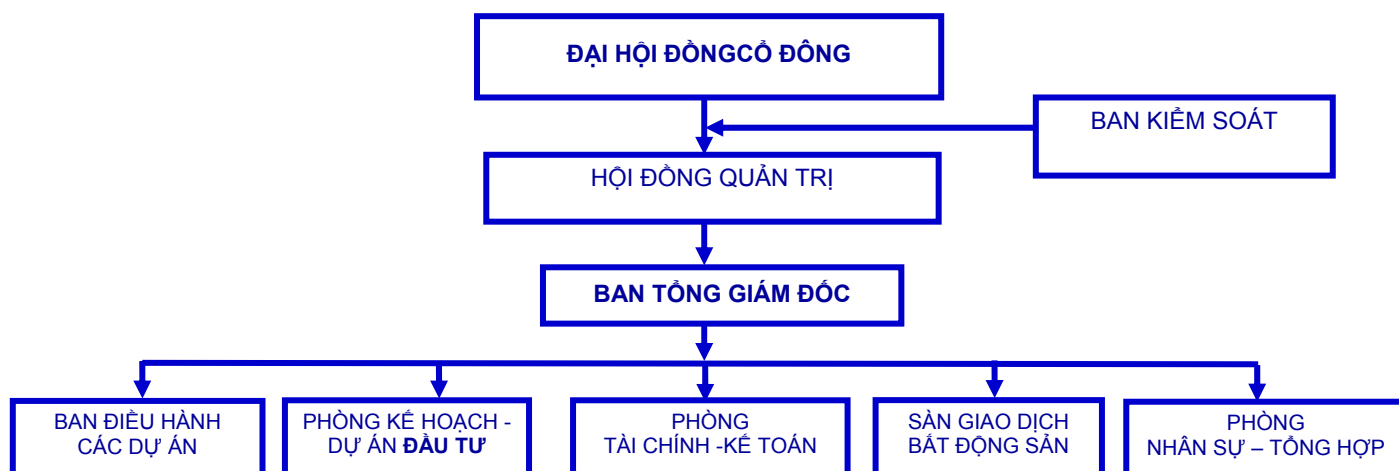 ĐẠI HỘI ĐỒNGCỔ ĐÔNG
BAN KIỂM SOÁT
HỘI ĐỒNG QUẢN TRỊ
BAN TỔNG GIÁM ĐỐC
BAN ĐIỀU HÀNH
CÁC DỰ ÁN
PHÒNG KẾ HOẠCH -
DỰ ÁN ĐẦU TƯ
PHÒNG
TÀI CHÍNH -KẾ TOÁN
SÀN GIAO DỊCH
BẤT ĐỘNG SẢN
PHÒNG
NHÂN SỰ – TỔNG HỢP